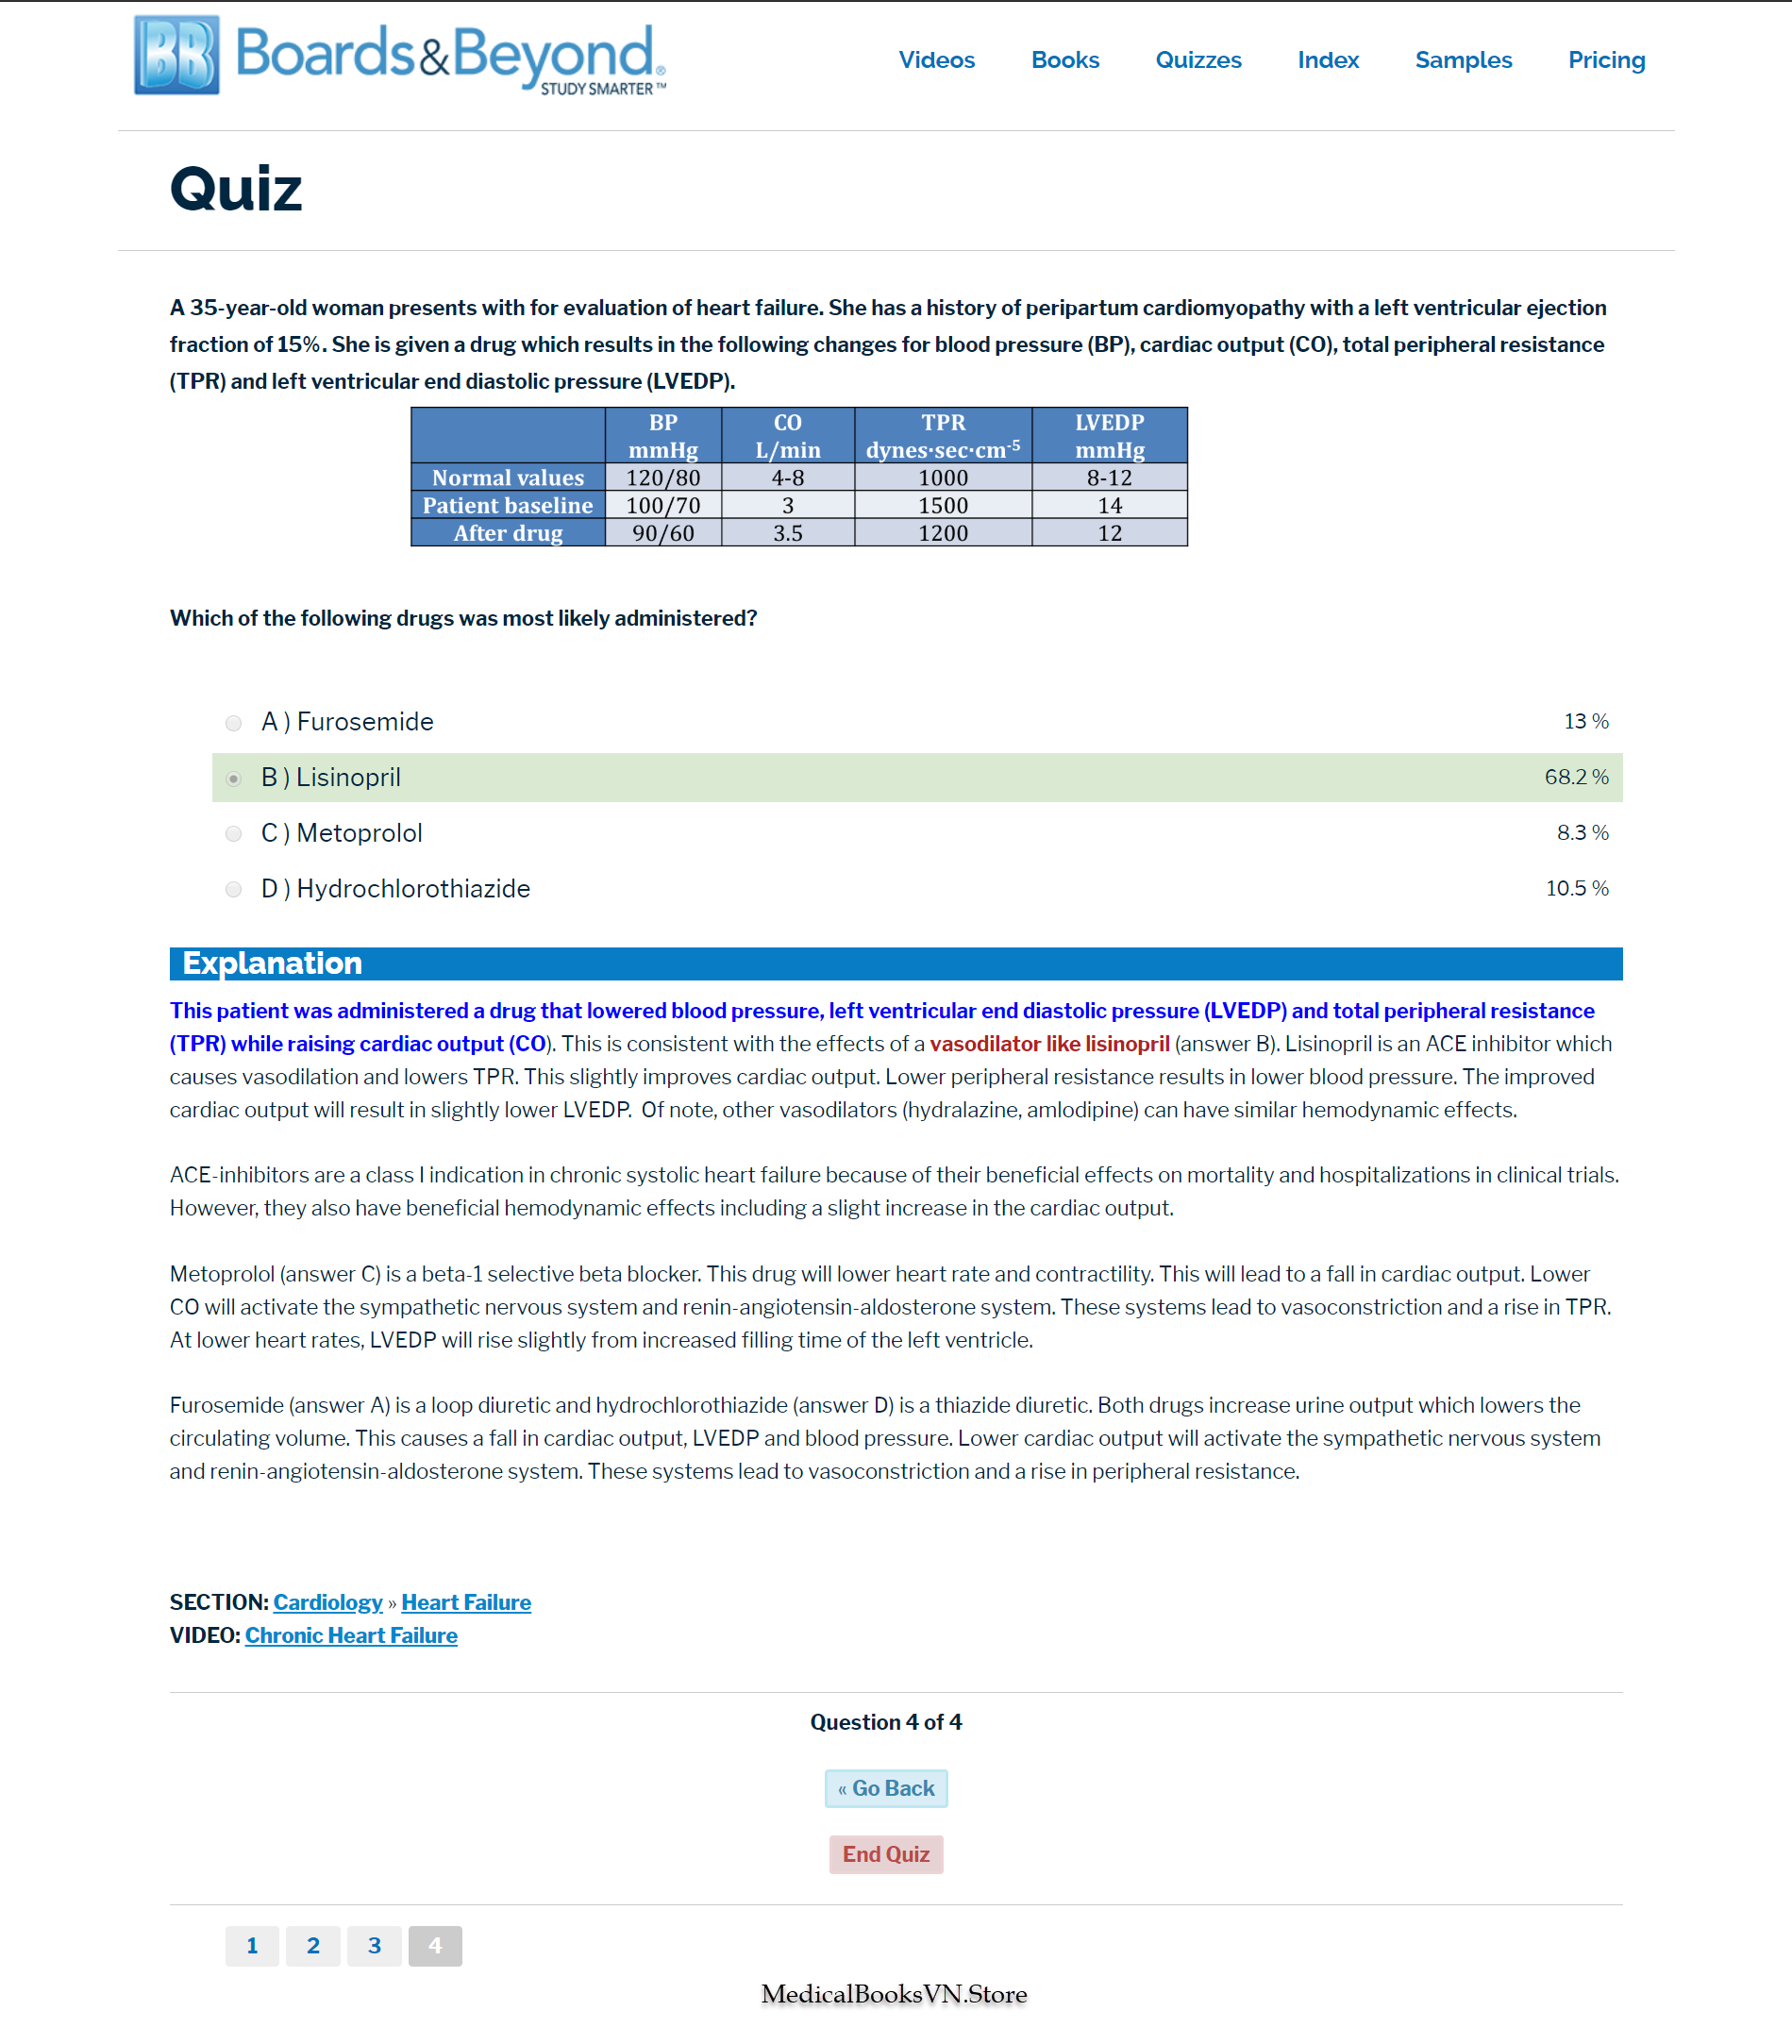 BB Boards&Beyond®
STUDY SMARTER™
Videos Books Quizzes Index Samples Pricing
Quiz
A 35-year-old woman presents with for evaluation of heart failure. She has a history of peripartum cardiomyopathy with a left ventricular ejection
fraction of 15%. She is given a drug which results in the following changes for blood pressure (BP), cardiac output (CO), total peripheral resistance
(TPR) and left ventricular end diastolic pressure (LVEDP).
BP CO TPR LVEDP
mmHg L/min dynes·sec·cm⁻⁵ mmHg
Normal values 120/80 4-8 1000 8-12
Patient baseline 100/70 3 1500 14
After drug 90/60 3.5 1200 12
Which of the following drugs was most likely administered?
A ) Furosemide 13 %
B ) Lisinopril 68.2 %
C ) Metoprolol 8.3 %
D ) Hydrochlorothiazide 10.5 %
Explanation
This patient was administered a drug that lowered blood pressure, left ventricular end diastolic pressure (LVEDP) and total peripheral resistance
(TPR) while raising cardiac output (CO). This is consistent with the effects of a vasodilator like lisinopril (answer B). Lisinopril is an ACE inhibitor which
causes vasodilation and lowers TPR. This slightly improves cardiac output. Lower peripheral resistance results in lower blood pressure. The improved
cardiac output will result in slightly lower LVEDP. Of note, other vasodilators (hydralazine, amlodipine) can have similar hemodynamic effects.
ACE-inhibitors are a class I indication in chronic systolic heart failure because of their beneficial effects on mortality and hospitalizations in clinical trials.
However, they also have beneficial hemodynamic effects including a slight increase in the cardiac output.
Metoprolol (answer C) is a beta-1 selective beta blocker. This drug will lower heart rate and contractility. This will lead to a fall in cardiac output. Lower
CO will activate the sympathetic nervous system and renin-angiotensin-aldosterone system. These systems lead to vasoconstriction and a rise in TPR.
At lower heart rates, LVEDP will rise slightly from increased filling time of the left ventricle.
Furosemide (answer A) is a loop diuretic and hydrochlorothiazide (answer D) is a thiazide diuretic. Both drugs increase urine output which lowers the
circulating volume. This causes a fall in cardiac output, LVEDP and blood pressure. Lower cardiac output will activate the sympathetic nervous system
and renin-angiotensin-aldosterone system. These systems lead to vasoconstriction and a rise in peripheral resistance.
SECTION: Cardiology » Heart Failure
VIDEO: Chronic Heart Failure
Question 4 of 4
« Go Back
End Quiz
1 2 3 4
MedicalBooksVN.Store